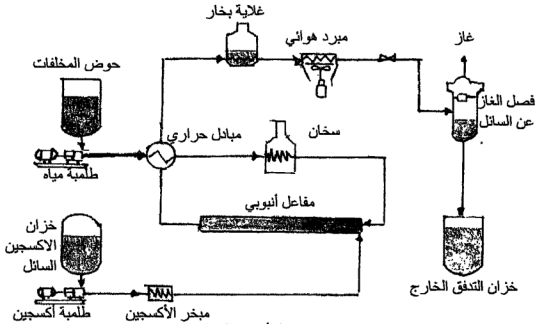 غلاية بخار
مبرد هوائي
غاز
حوض المخلفات
فصل الغاز
عن السائل
سخان
مبادل حراري
طلمبة مياه
مفاعل أنبوبي
خزان
الاكسجين
السائل
خزان التدفق الخارج
طلمبة أكسجين
مبخر الأكسجين